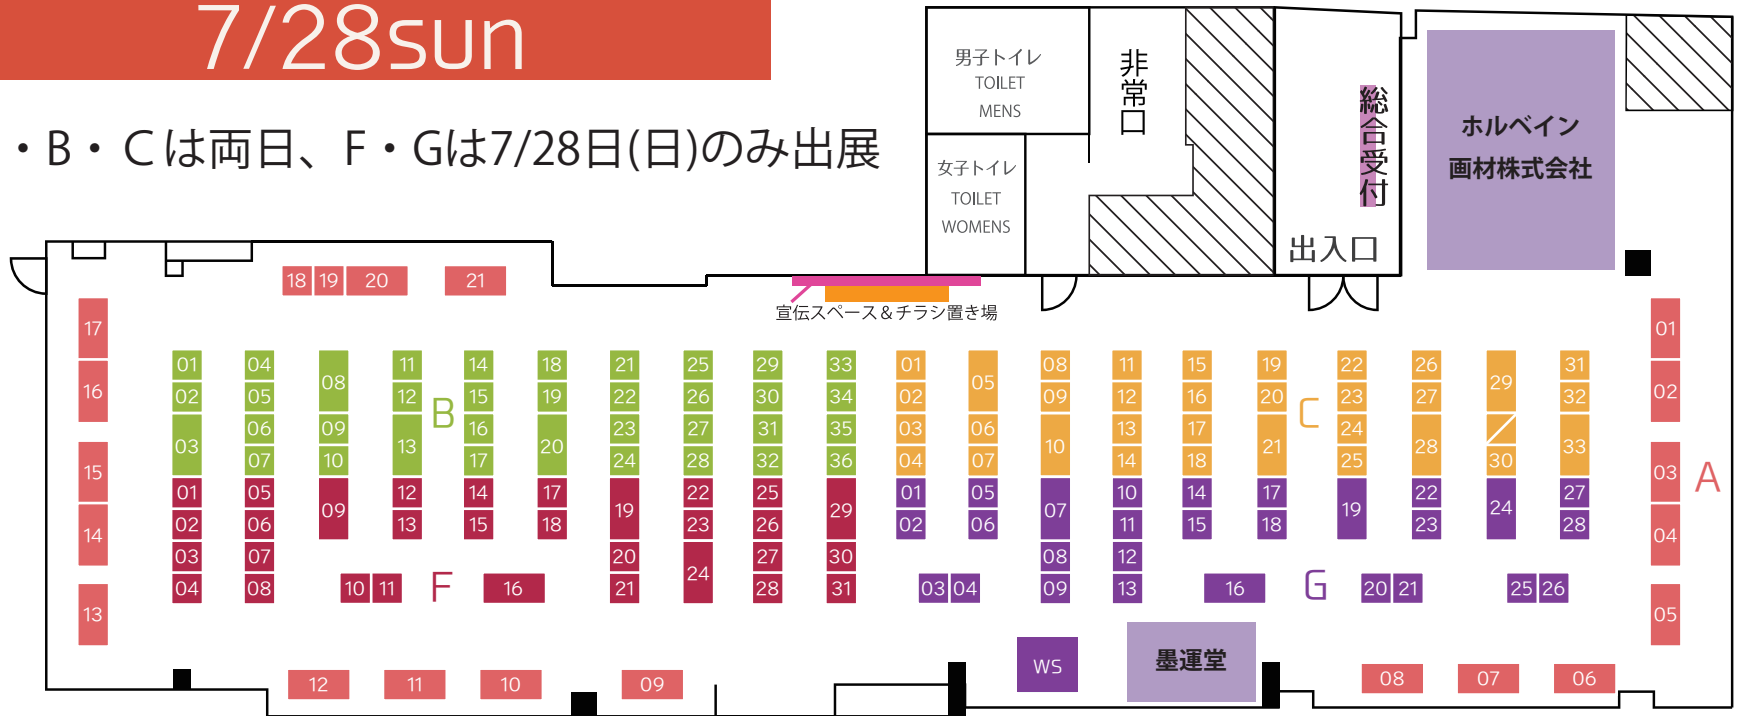 7/28sun
・B・Cは両日、F・Gは7/28日(日)のみ出展
男子トイレ
TOILET
MENS
女子トイレ
TOILET
WOMENS
非常口
総合受付
出入口
ホルベイン
画材株式会社
宣伝スペース&チラシ置き場
18 19 20 21
17
16
15
14
13
01 04 08 11 14 18 21 25 29 33
02 05 12 15 19 22 26 30 34
03 06 09 13 16 20 23 27 31 35
07 10 17 24 28 32 36
B
01 05 08 11 15 19 22 26 29 31
02 09 12 16 20 23 27 32
03 06 10 13 17 21 24 28 33
04 07 14 18 25 30
C
01 05 09 12 14 17 19 22 25 29
02 06 13 15 18 23 26
03 07 20 24 27 30
04 08 21 28 31
10 11 F 16
01 05 07 10 14 17 19 22 24 27
02 06 11 15 18 23 28
08 12
09 13
03 04 16 G 20 21 25 26
01
02
03
A
04
05
WS
墨運堂
12 11 10 09 08 07 06